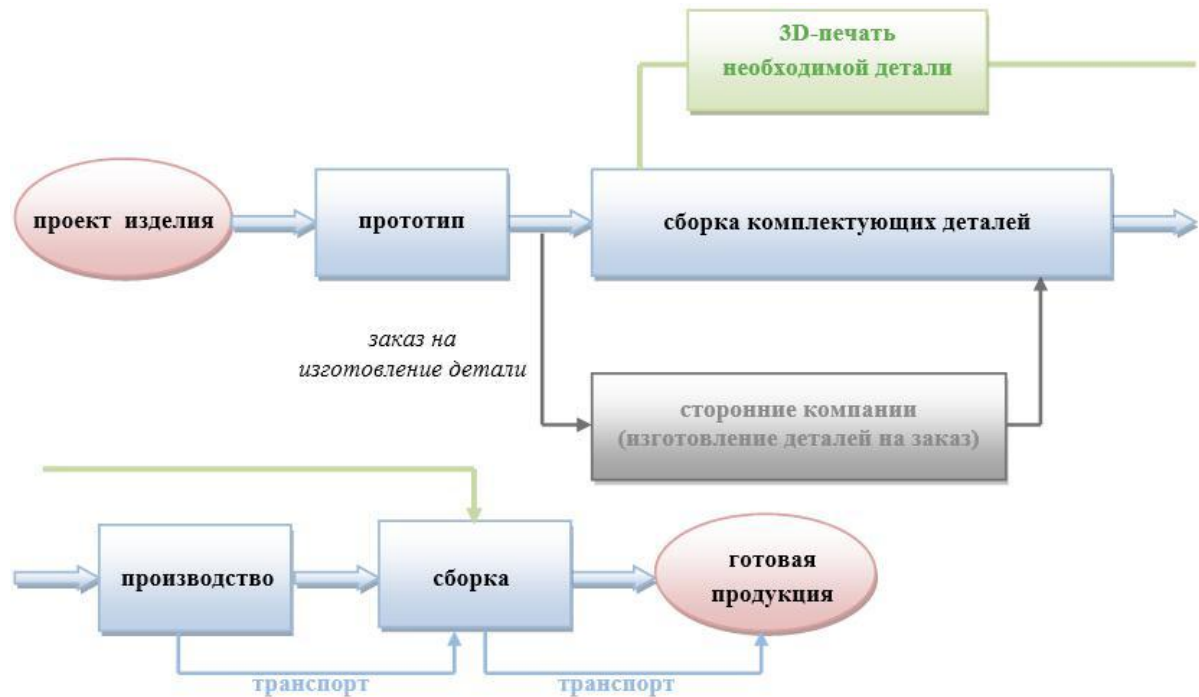 3D-печать
необходимой детали
проект изделия
прототип
сборка комплектующих деталей
заказ на
изготовление детали
сторонние компании
(изготовление деталей на заказ)
производство
сборка
готовая
продукция
транспорт
транспорт